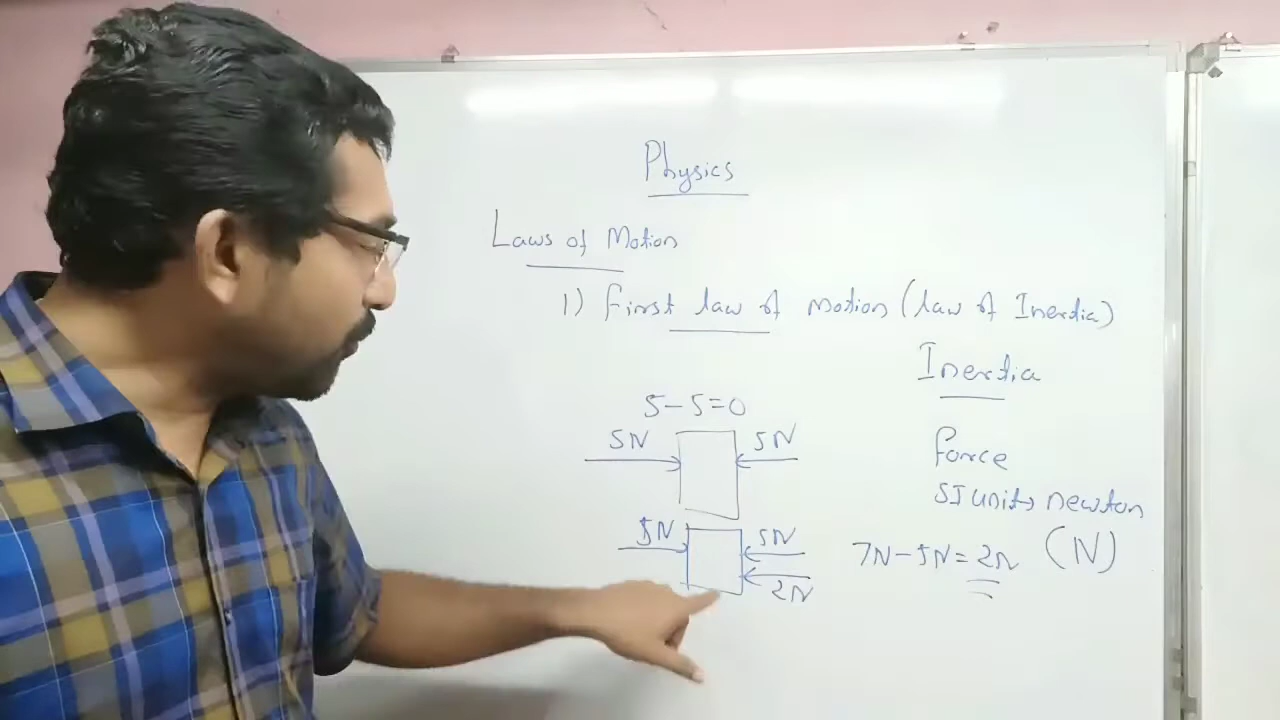 Physics
Laws of Motion
1) First law of motion (law of Inertia)
Inertia
5-5=0
5N 5N
Force
SI unit newton
(N)
5N 5N
2N
7N-5N=2N